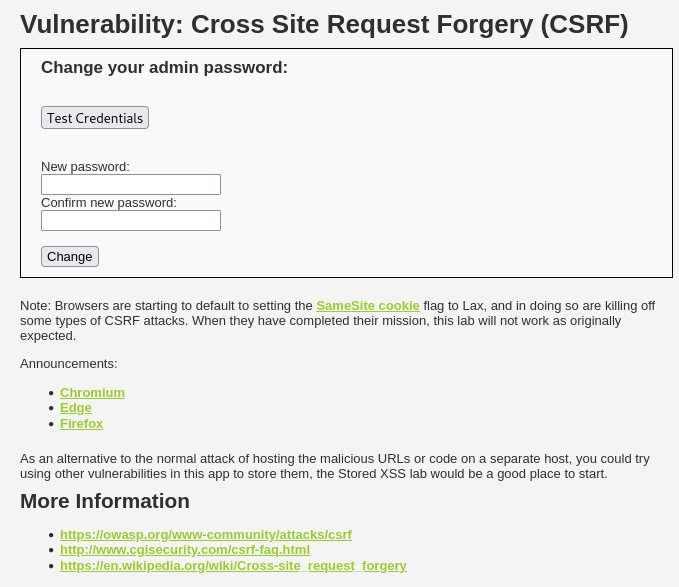 Vulnerability: Cross Site Request Forgery (CSRF)
Change your admin password:
Test Credentials
New password:
Confirm new password:
Change
Note: Browsers are starting to default to setting the SameSite cookie flag to Lax, and in doing so are killing off
some types of CSRF attacks. When they have completed their mission, this lab will not work as originally
expected.
Announcements:
• Chromium
• Edge
• Firefox
As an alternative to the normal attack of hosting the malicious URLs or code on a separate host, you could try
using other vulnerabilities in this app to store them, the Stored XSS lab would be a good place to start.
More Information
• https://owasp.org/www-community/attacks/csrf
• http://www.cgisecurity.com/csrf-faq.html
• https://en.wikipedia.org/wiki/Cross-site_request_forgery